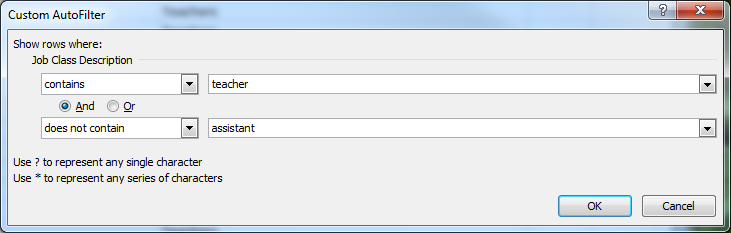 Custom AutoFilter
Show rows where:
Job Class Description
contains teacher
And Or
does not contain assistant
Use ? to represent any single character
Use * to represent any series of characters
OK Cancel